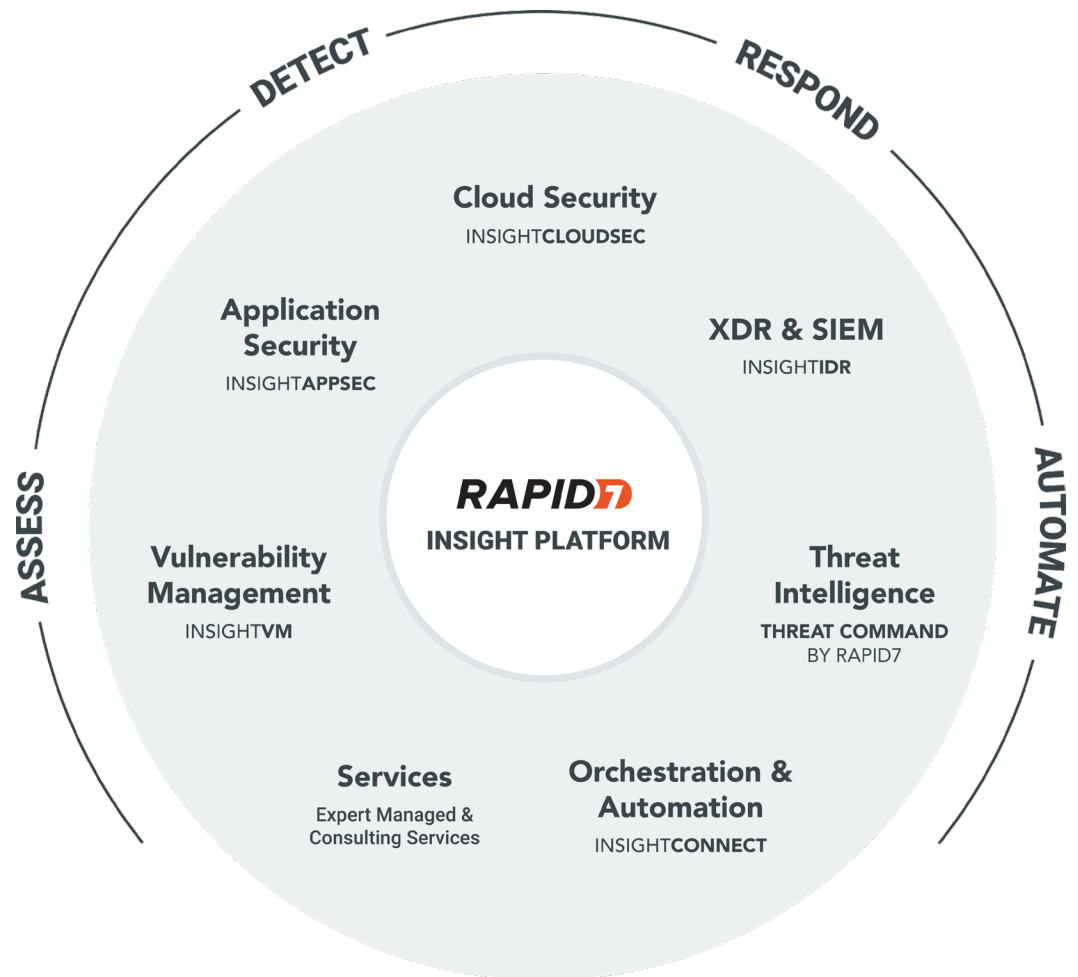 DETECT
RESPOND
ASSESS
AUTOMATE
Cloud Security
INSIGHTCLOUDSEC
Application
Security
INSIGHTAPPSEC
XDR & SIEM
INSIGHTIDR
RAPID7
INSIGHT PLATFORM
Vulnerability
Management
INSIGHTVM
Threat
Intelligence
THREAT COMMAND
BY RAPID7
Services
Expert Managed &
Consulting Services
Orchestration &
Automation
INSIGHTCONNECT